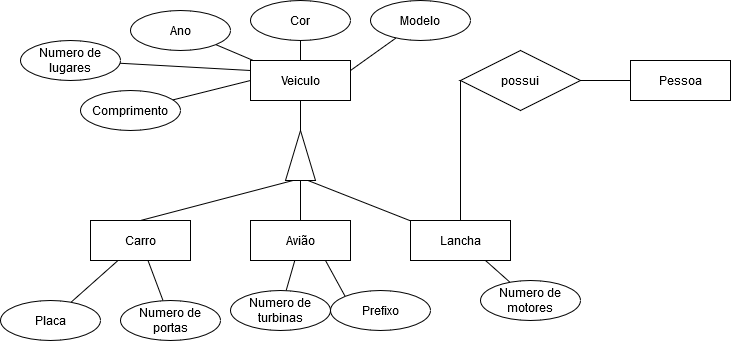 Cor
Modelo
Ano
Numero de
lugares
Veiculo
possui
Pessoa
Comprimento
Carro
Avião
Lancha
Numero de
motores
Placa
Numero de
portas
Numero de
turbinas
Prefixo